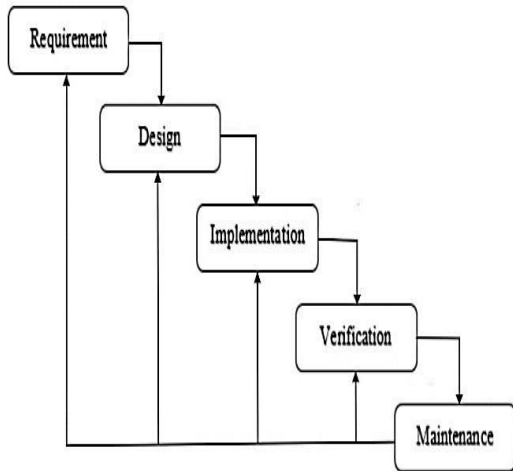 Requirement
Design
Implementation
Verification
Maintenance